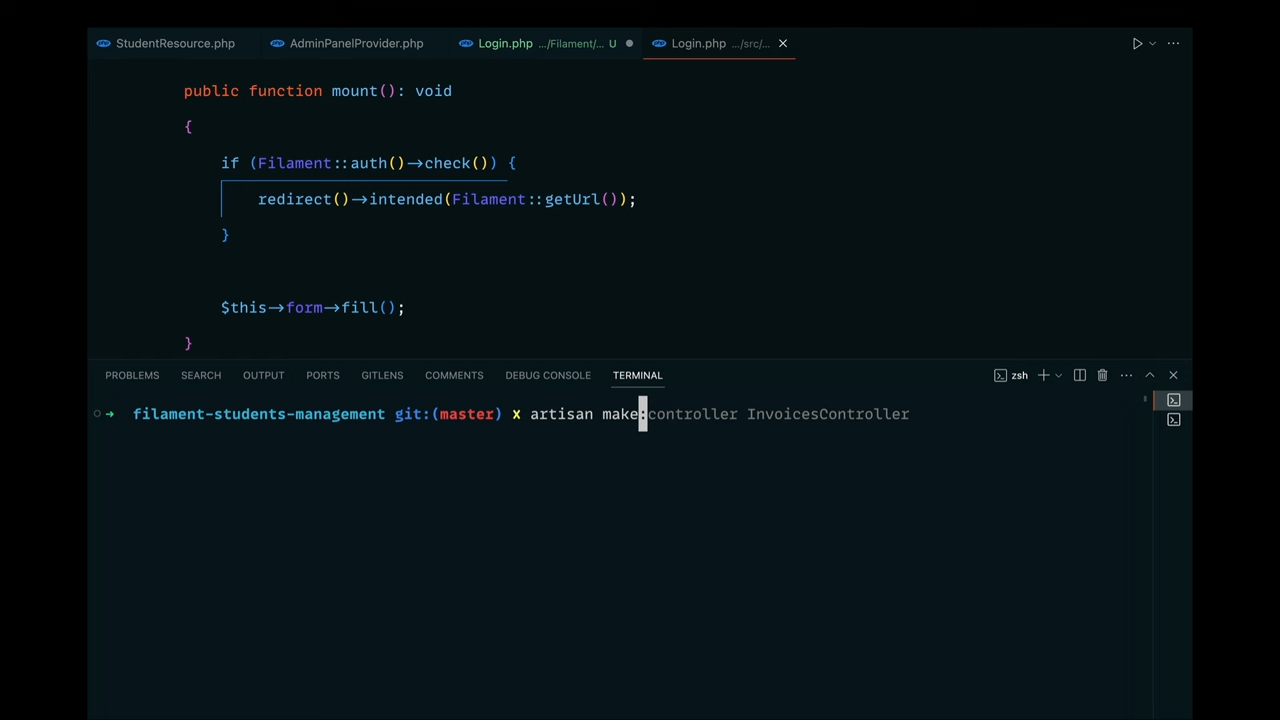 StudentResource.php AdminPanelProvider.php Login.php .../Filament/... U Login.php .../src/...
public function mount(): void
{
if (Filament::auth()→check()) {
redirect()→intended(Filament::getUrl());
}
$this→form→fill();
}
PROBLEMS SEARCH OUTPUT PORTS GITLENS COMMENTS DEBUG CONSOLE TERMINAL zsh
→ filament-students-management git:(master) x artisan make:controller InvoicesController